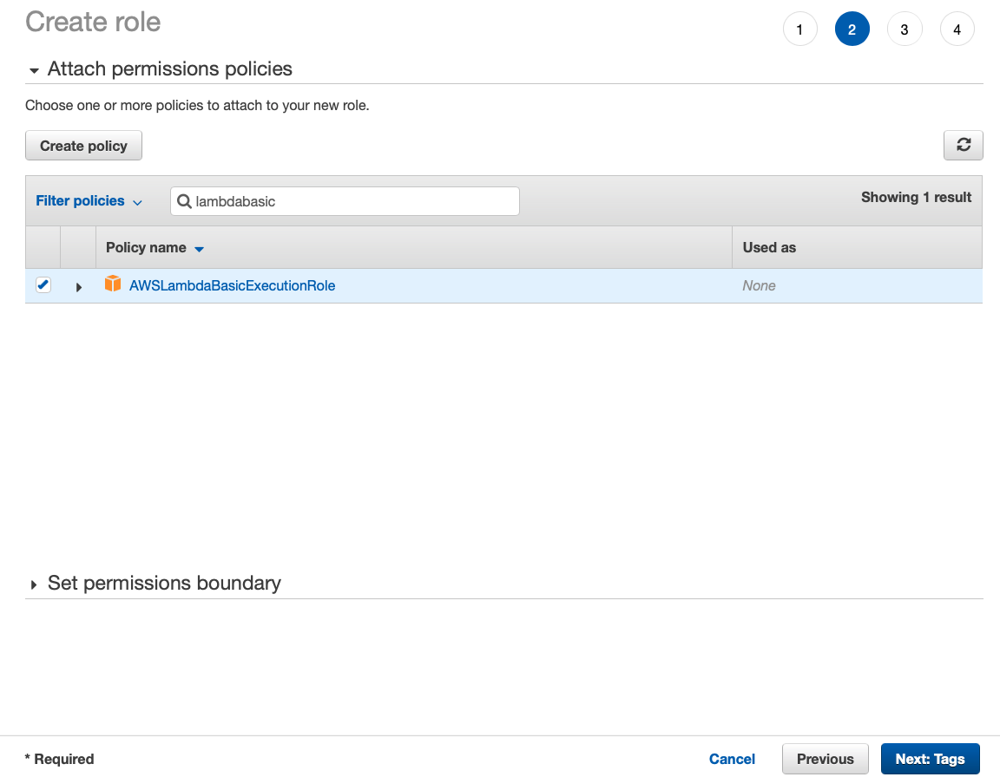 Create role
1 2 3 4
Attach permissions policies
Choose one or more policies to attach to your new role.
Create policy
Filter policies lambdabasic Showing 1 result
Policy name Used as
AWSLambdaBasicExecutionRole None
Set permissions boundary
* Required Cancel Previous Next: Tags